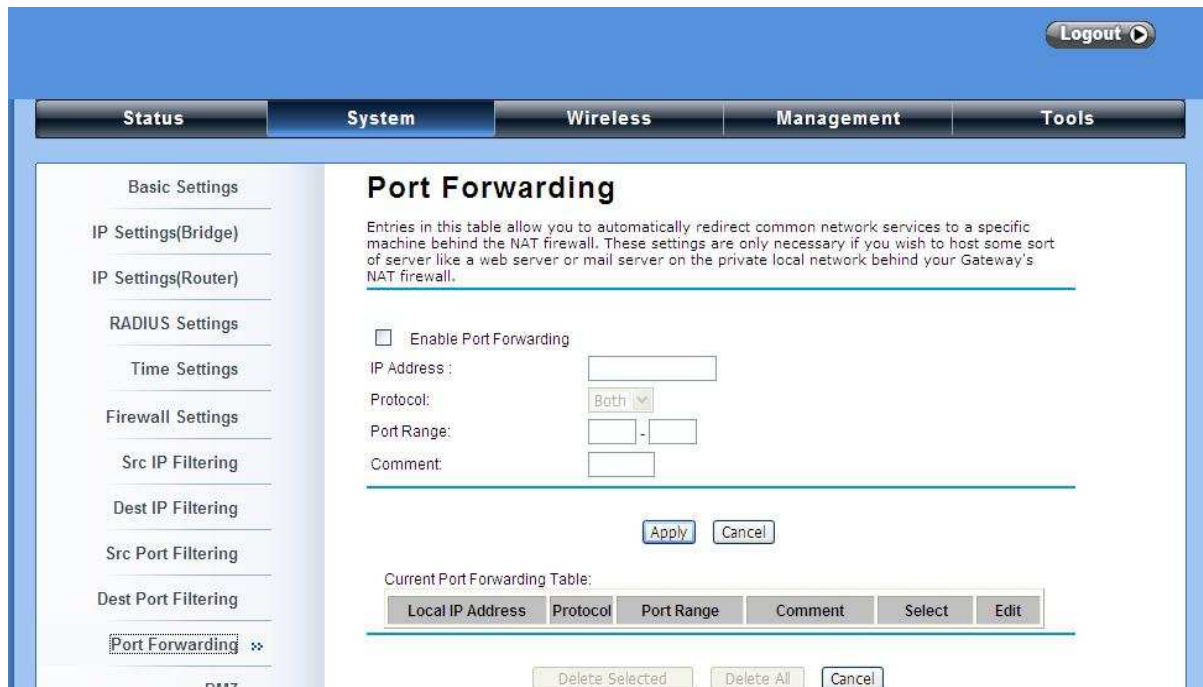 Logout
Status System Wireless Management Tools
Basic Settings
IP Settings(Bridge)
IP Settings(Router)
RADIUS Settings
Time Settings
Firewall Settings
Src IP Filtering
Dest IP Filtering
Src Port Filtering
Dest Port Filtering
Port Forwarding »
Port Forwarding
Entries in this table allow you to automatically redirect common network services to a specific
machine behind the NAT firewall. These settings are only necessary if you wish to host some sort
of server like a web server or mail server on the private local network behind your Gateway's
NAT firewall.
Enable Port Forwarding
IP Address :
Protocol: Both
Port Range: -
Comment:
Apply Cancel
Current Port Forwarding Table:
Local IP Address Protocol Port Range Comment Select Edit
Delete Selected Delete All Cancel